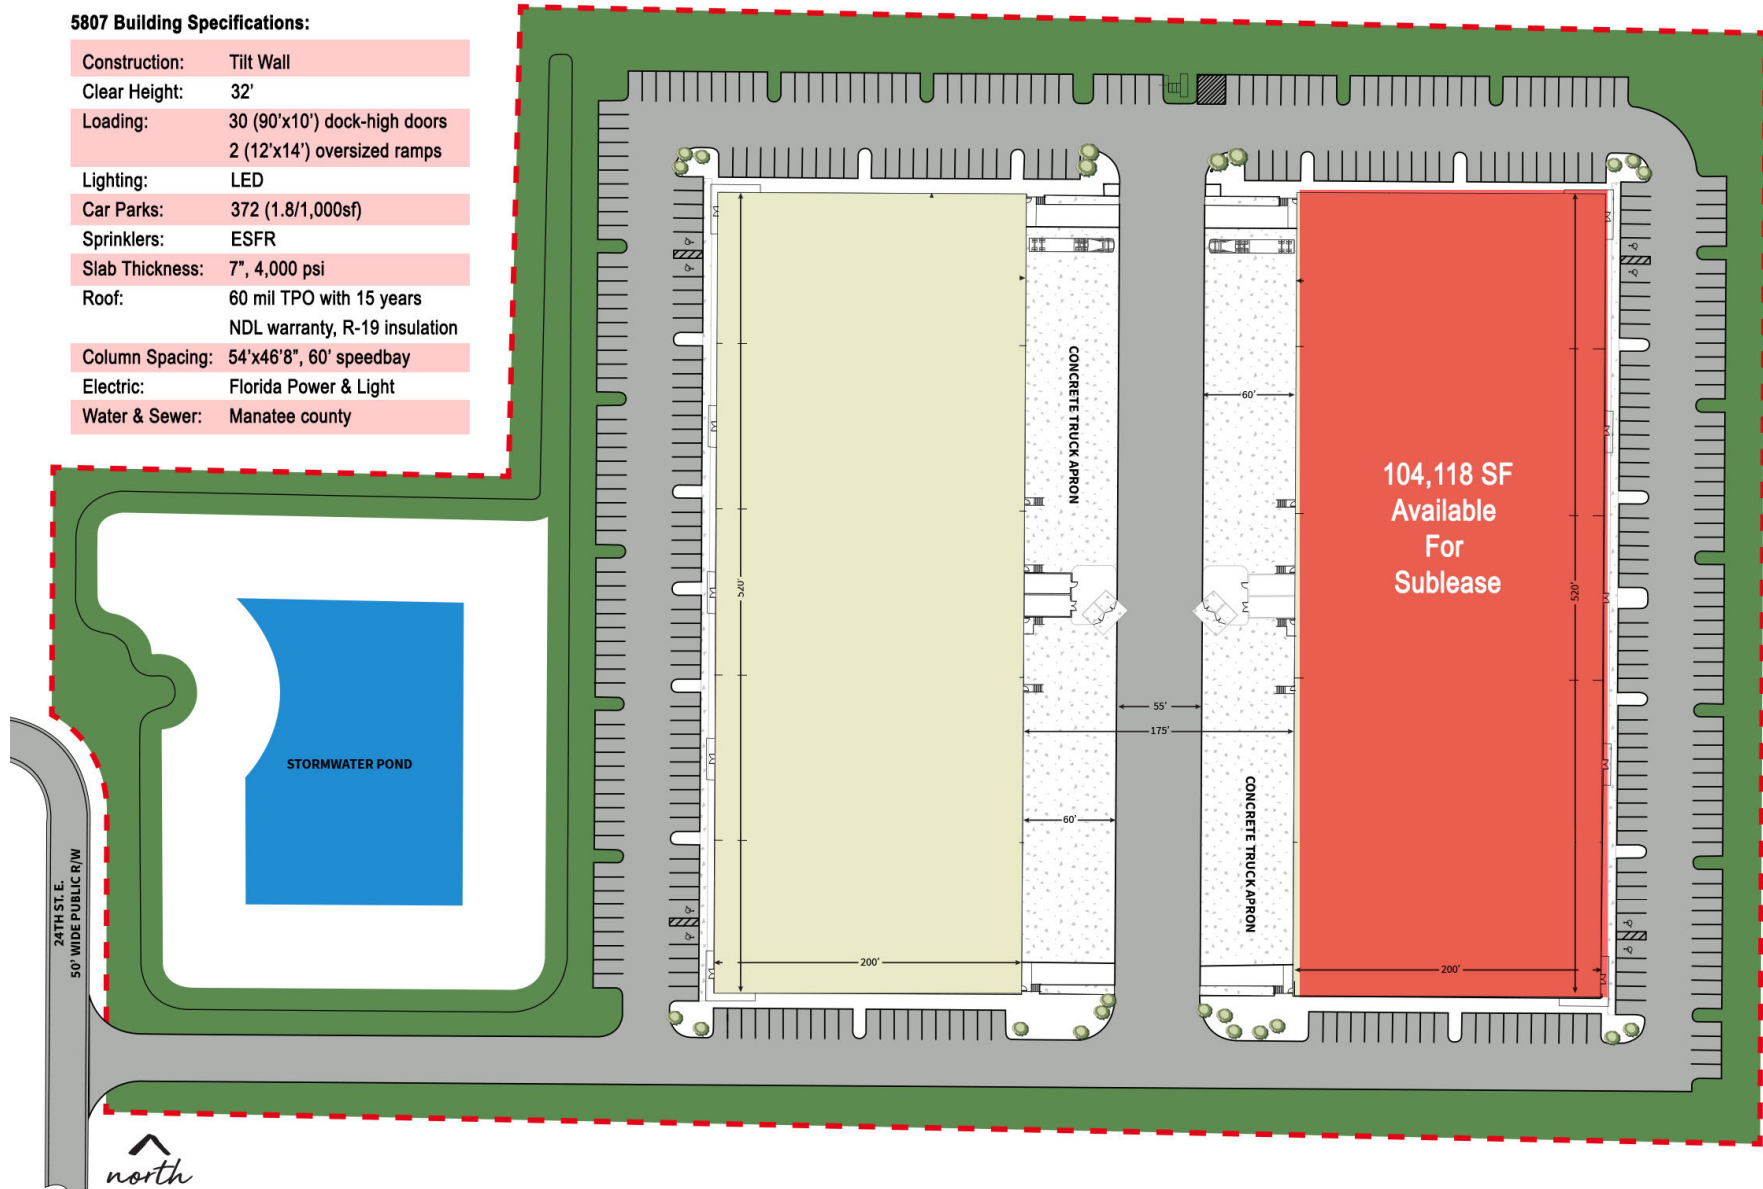 5807 Building Specifications:
Construction: Tilt Wall
Clear Height: 32'
Loading: 30 (90'x10') dock-high doors
2 (12'x14') oversized ramps
Lighting: LED
Car Parks: 372 (1.8/1,000sf)
Sprinklers: ESFR
Slab Thickness: 7”, 4,000 psi
Roof: 60 mil TPO with 15 years
NDL warranty, R-19 insulation
Column Spacing: 54'x46'8”, 60' speedbay
Electric: Florida Power & Light
Water & Sewer: Manatee county
CONCRETE TRUCK APRON
60'
104,118 SF
Available
For
Sublease
520'
520'
55'
175'
STORMWATER POND
60'
CONCRETE TRUCK APRON
24TH ST. E.
50' WIDE PUBLIC R/W
200'
200'
north